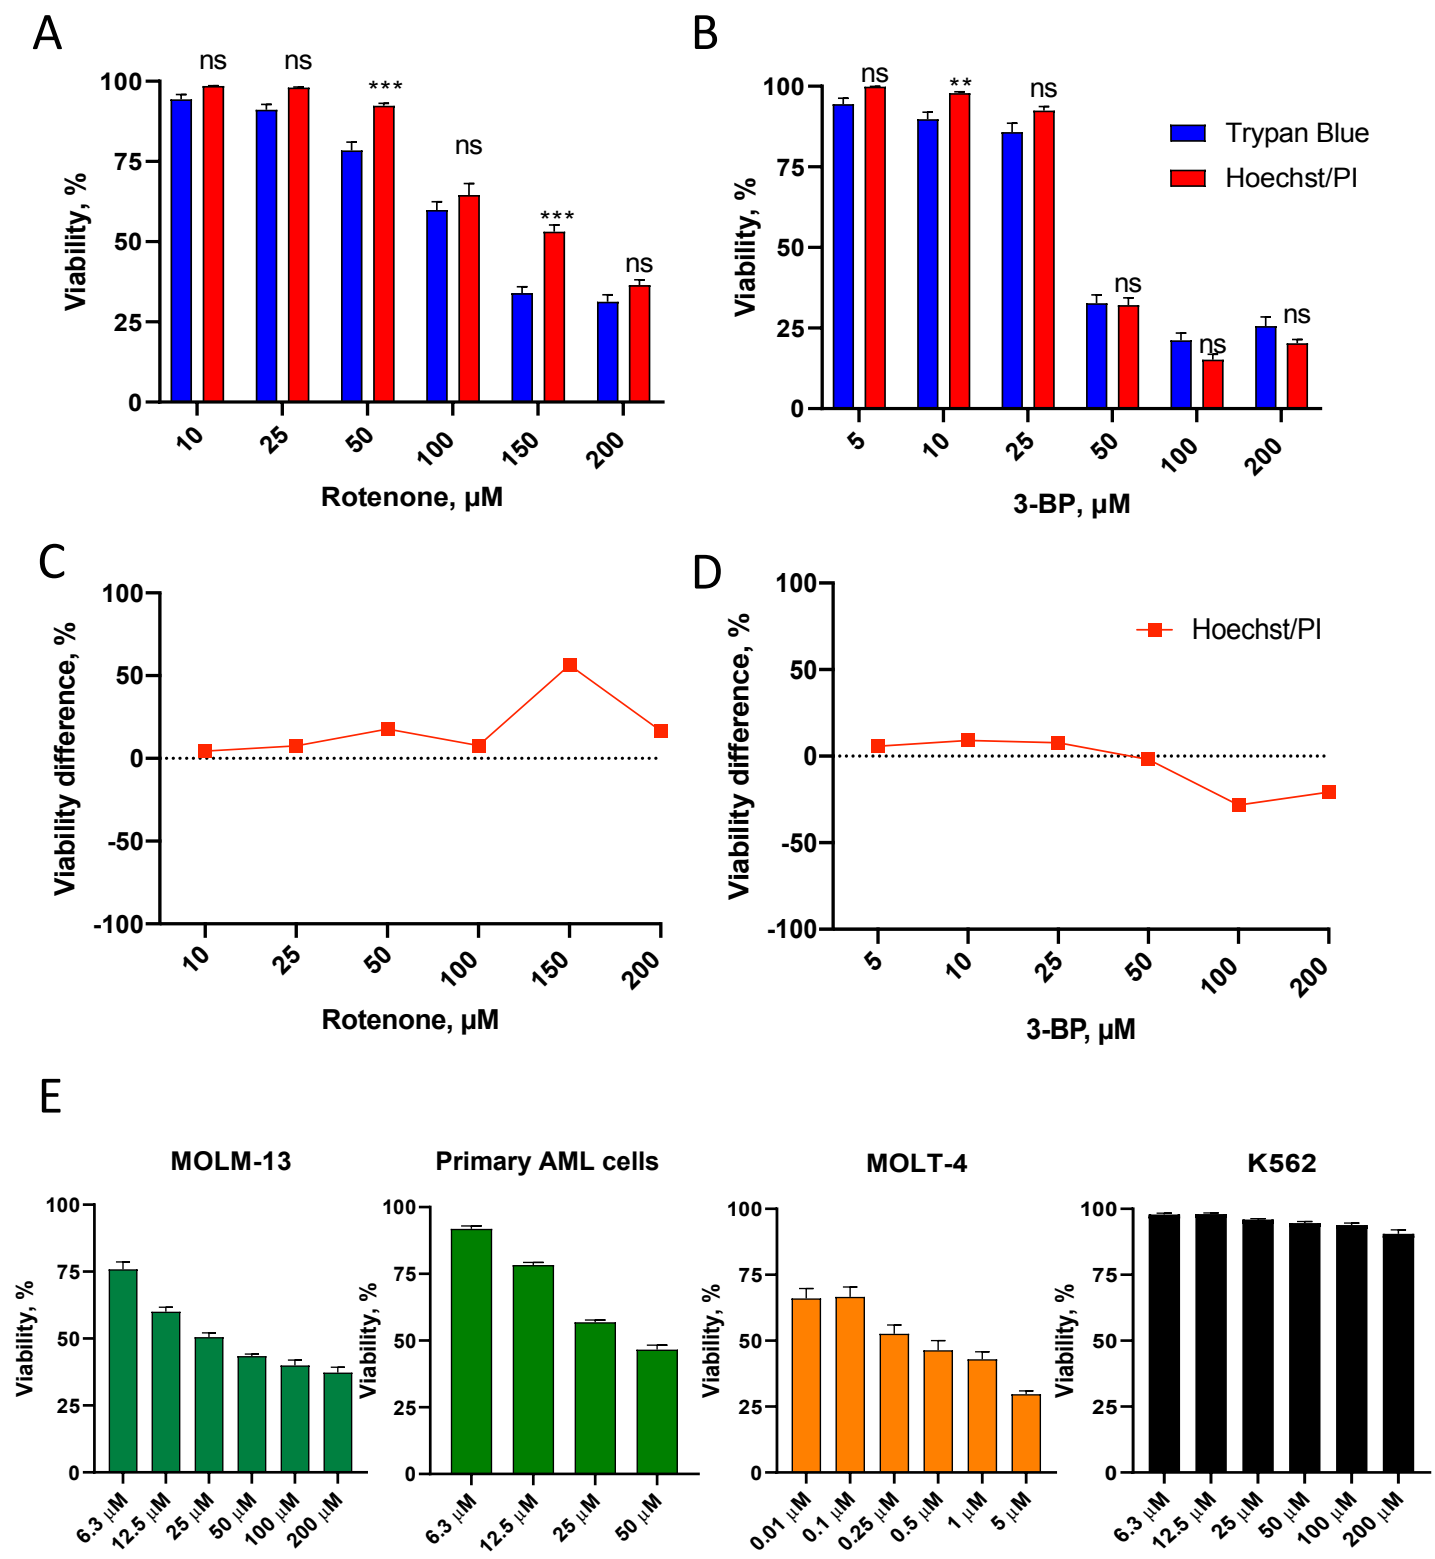 A
B
ns
ns
***
ns
***
ns
100
75
50
25
0
Viability, %
10
25
50
100
150
200
Rotenone, µM
ns
**
ns
ns
ns
ns
100
75
50
25
0
Viability, %
5
10
25
50
100
200
3-BP, µM
Trypan Blue
Hoechst/PI
C
D
100
50
0
-50
-100
Viability difference, %
10
25
50
100
150
200
Rotenone, µM
100
50
0
-50
-100
Viability difference, %
Hoechst/PI
5
10
25
50
100
200
3-BP, µM
E
MOLM-13
100
75
50
25
0
Viability, %
6.3 µM
12.5 µM
25 µM
50 µM
100 µM
200 µM
Primary AML cells
100
75
50
25
0
Viability, %
6.3 µM
12.5 µM
25 µM
50 µM
MOLT-4
100
75
50
25
0
Viability, %
0.01 µM
0.1 µM
0.25 µM
0.5 µM
1 µM
5 µM
K562
100
75
50
25
0
Viability, %
6.3 µM
12.5 µM
25 µM
50 µM
100 µM
200 µM